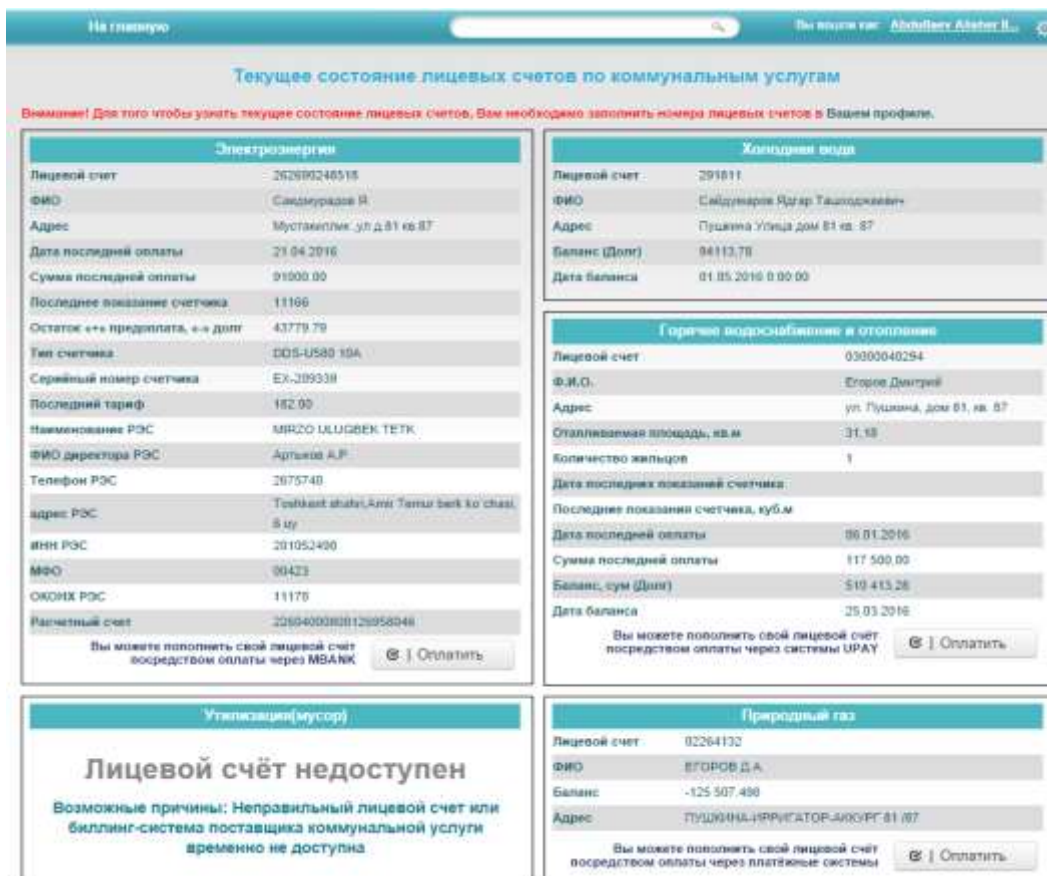 На главную
Вы вошли как: Abdullaev Alisher II...
Текущее состояние лицевых счетов по коммунальным услугам
Внимание! Для того чтобы узнать текущее состояние лицевых счетов, Вам необходимо заполнить номера лицевых счетов в Вашем профиле.
Электроэнергия
Лицевой счет 262690248518
ФИО Саидмурадов Я.
Адрес Мустакиллик ,ул д.81 кв.87
Дата последней оплаты 21.04.2016
Сумма последней оплаты 91000.00
Последнее показание счетчика 11166
Остаток «+» предоплата, «-» долг 43779.79
Тип счетчика DDS-U580 10A
Серийный номер счетчика EX-209339
Последний тариф 162.00
Наименование РЭС MIRZO ULUGBEK TETK
ФИО директора РЭС Артыков А.Р.
Телефон РЭС 2675740
адрес РЭС Toshkent shahri,Amir Temur berk ko'chasi,
6 uy
ИНН РЭС 201052490
МФО 00423
ОКОНХ РЭС 11170
Расчетный счет
Вы можете пополнить свой лицевой счёт
посредством оплаты через MBANK
| Оплатить
Холодная вода
Лицевой счет 291811
ФИО Сайдумаров Ядгар Ташходжаевич
Адрес Пушкина Улица дом 81 кв. 87
Баланс (Долг) 84113,78
Дата баланса 01.05.2016 0:00:00
Горячее водоснабжение и отопление
Лицевой счет 03000040294
Ф.И.О. Егоров Дмитрий
Адрес ул. Пушкина, дом 81, кв. 87
Отапливаемая площадь, кв.м 31,18
Количество жильцов 1
Дата последних показаний счетчика
Последние показания счетчика, куб.м
Дата последней оплаты 06.01.2016
Сумма последней оплаты 117 500,00
Баланс, сум (Долг) 510 413,26
Дата баланса 25.03.2016
Вы можете пополнить свой лицевой счёт
посредством оплаты через системы UPAY
| Оплатить
Утилизация(мусор)
Лицевой счёт недоступен
Возможные причины: Неправильный лицевой счет или
биллинг-система поставщика коммунальной услуги
временно не доступна
Природный газ
Лицевой счет 02264132
ФИО ЕГОРОВ Д.А.
Баланс -125 507.498
Адрес ПУШКИНА-ИРРИГАТОР-АККУРГ 81 /87
Вы можете пополнить свой лицевой счёт
посредством оплаты через платёжные системы
| Оплатить